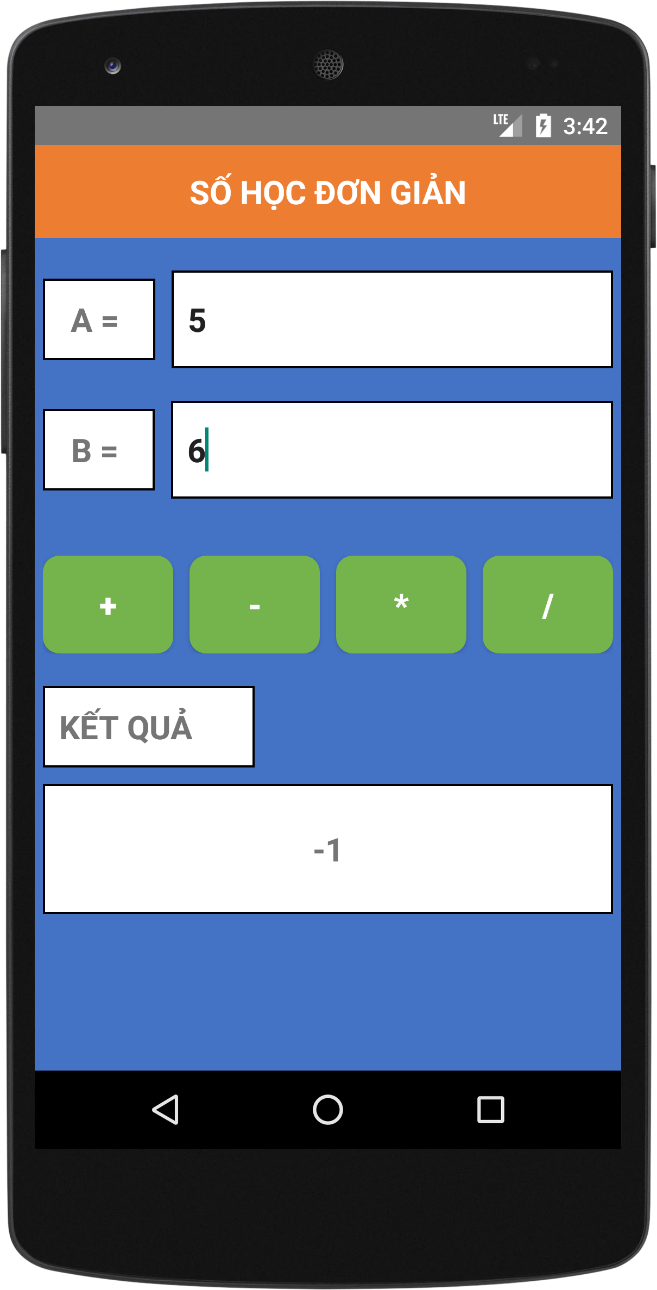 LTE 3:42
SỐ HỌC ĐƠN GIẢN
A = 5
B = 6
+ - * /
KẾT QUẢ
-1